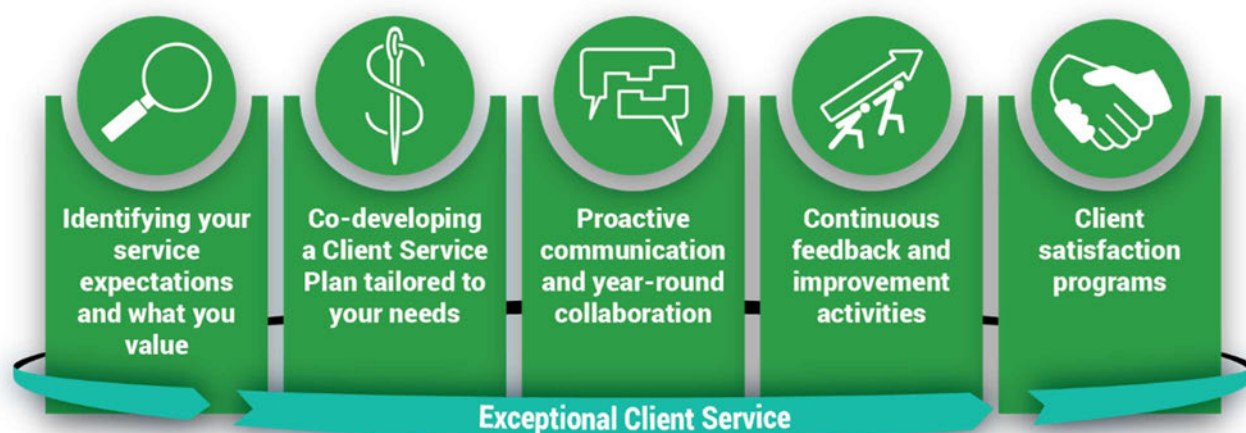 Identifying your
service
expectations
and what you
value
Co-developing
a Client Service
Plan tailored to
your needs
Proactive
communication
and year-round
collaboration
Continuous
feedback and
improvement
activities
Client
satisfaction
programs
Exceptional Client Service